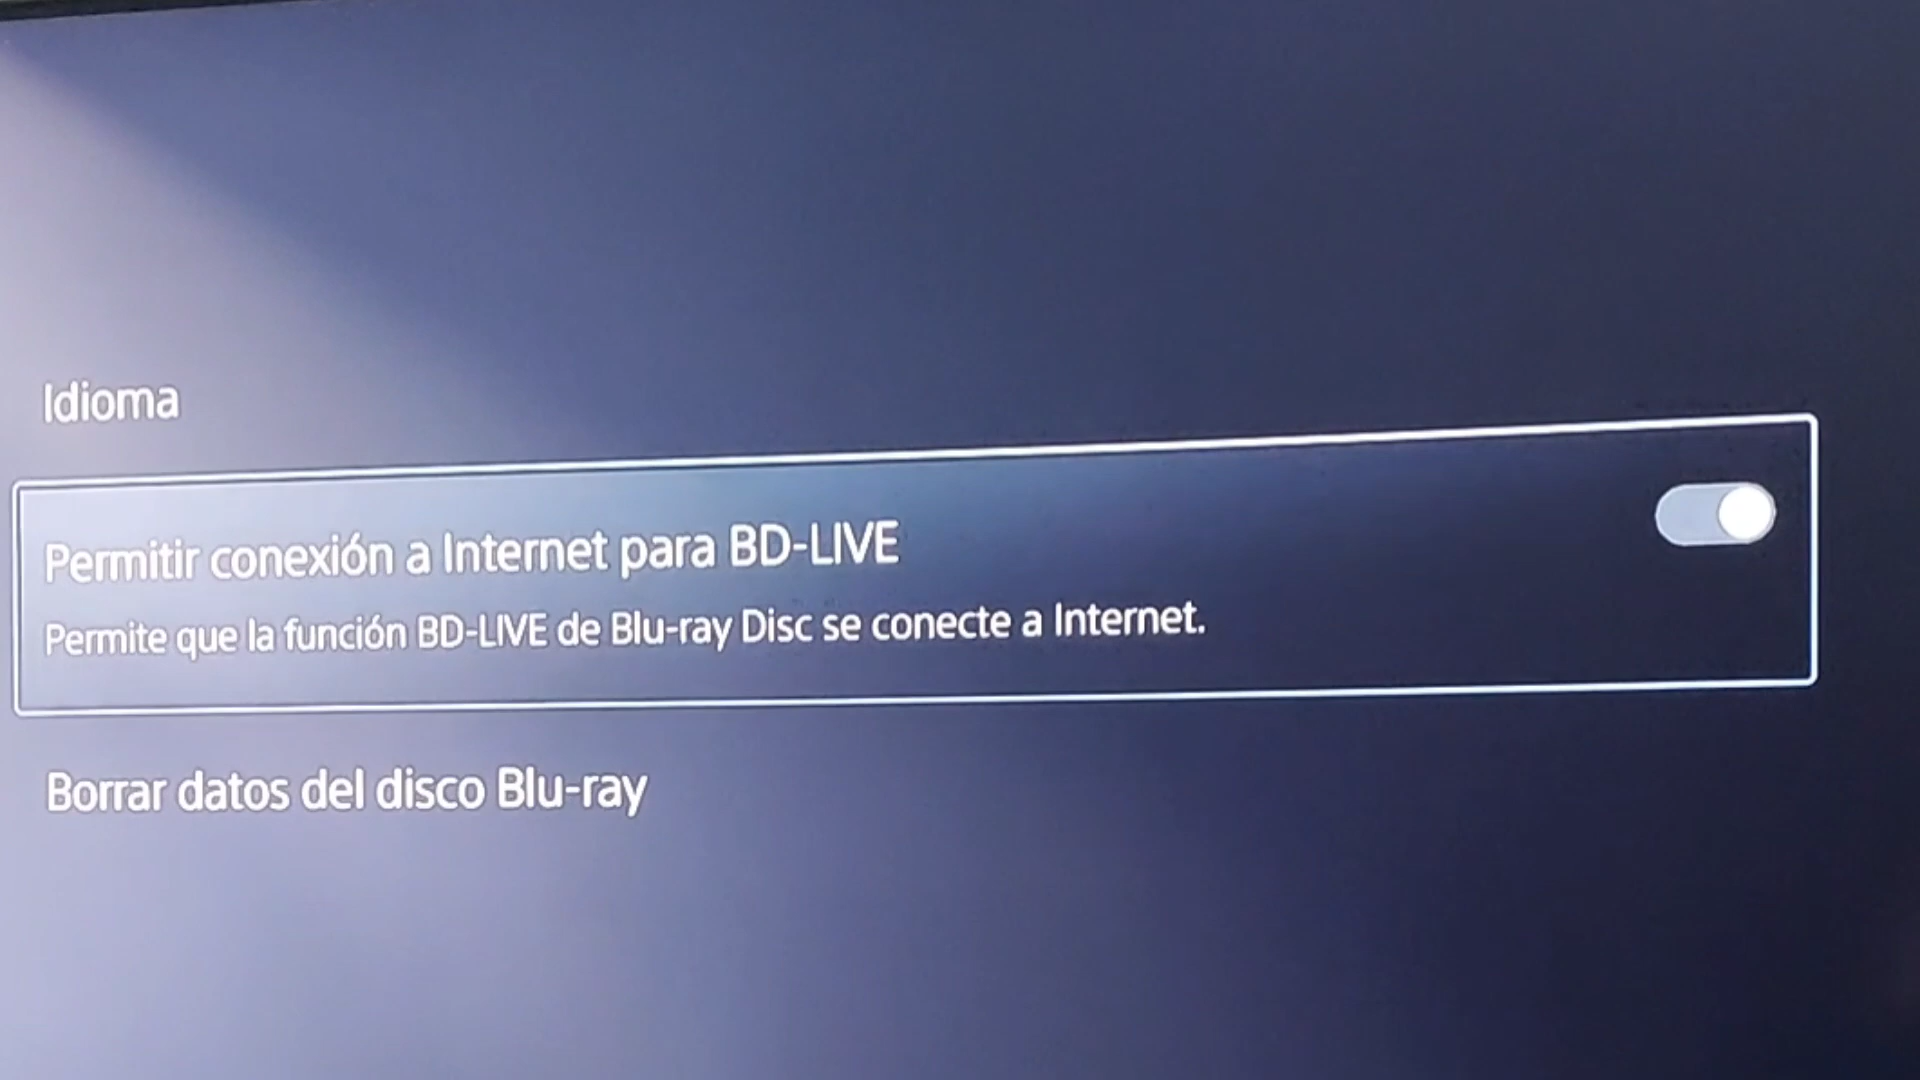 Idioma
Permitir conexión a Internet para BD-LIVE
Permite que la función BD-LIVE de Blu-ray Disc se conecte a Internet.
Borrar datos del disco Blu-ray